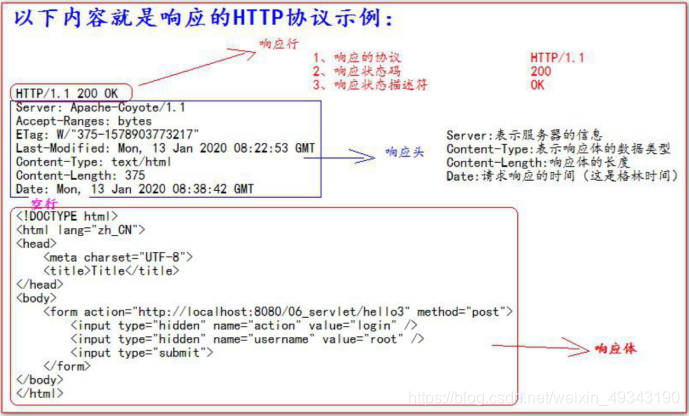 以下内容就是响应的HTTP协议示例：
响应行
1、响应的协议 HTTP/1.1
2、响应状态码 200
3、响应状态描述符 OK
HTTP/1.1 200 OK
Server: Apache-Coyote/1.1
Accept-Ranges: bytes
ETag: W/"375-1578903773217"
Last-Modified: Mon, 13 Jan 2020 08:22:53 GMT
Content-Type: text/html
Content-Length: 375
Date: Mon, 13 Jan 2020 08:38:42 GMT
响应头
Server:表示服务器的信息
Content-Type:表示响应体的数据类型
Content-Length:响应体的长度
Date:请求响应的时间（这是格林时间）
空行
<!DOCTYPE html>
<html lang="zh_CN">
<head>
<meta charset="UTF-8">
<title>Title</title>
</head>
<body>
<form action="http://localhost:8080/06_servlet/hello3" method="post">
<input type="hidden" name="action" value="login" />
<input type="hidden" name="username" value="root" />
<input type="submit">
</form>
</body>
</html>
响应体
https://blog.csdn.net/weixin_49343190